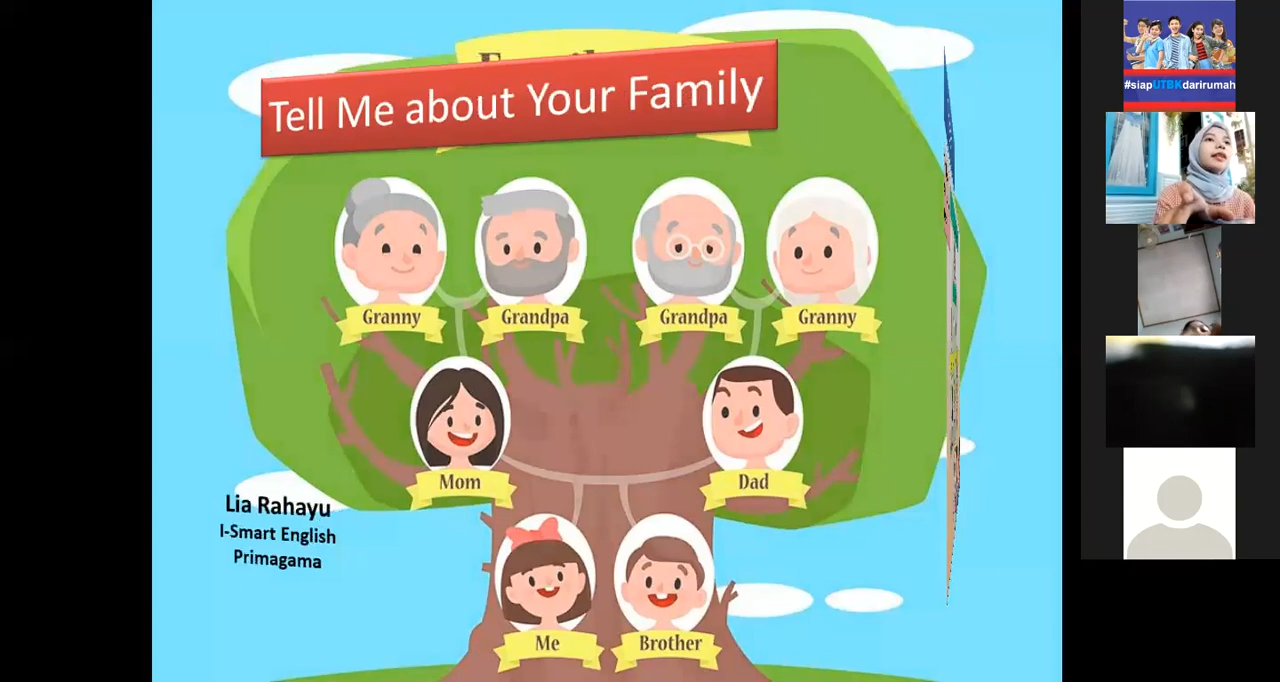 Tell Me about Your Family
Granny
Grandpa
Grandpa
Granny
Mom
Dad
Lia Rahayu
I-Smart English
Primagama
Me
Brother
#siapUTBKdarirumah